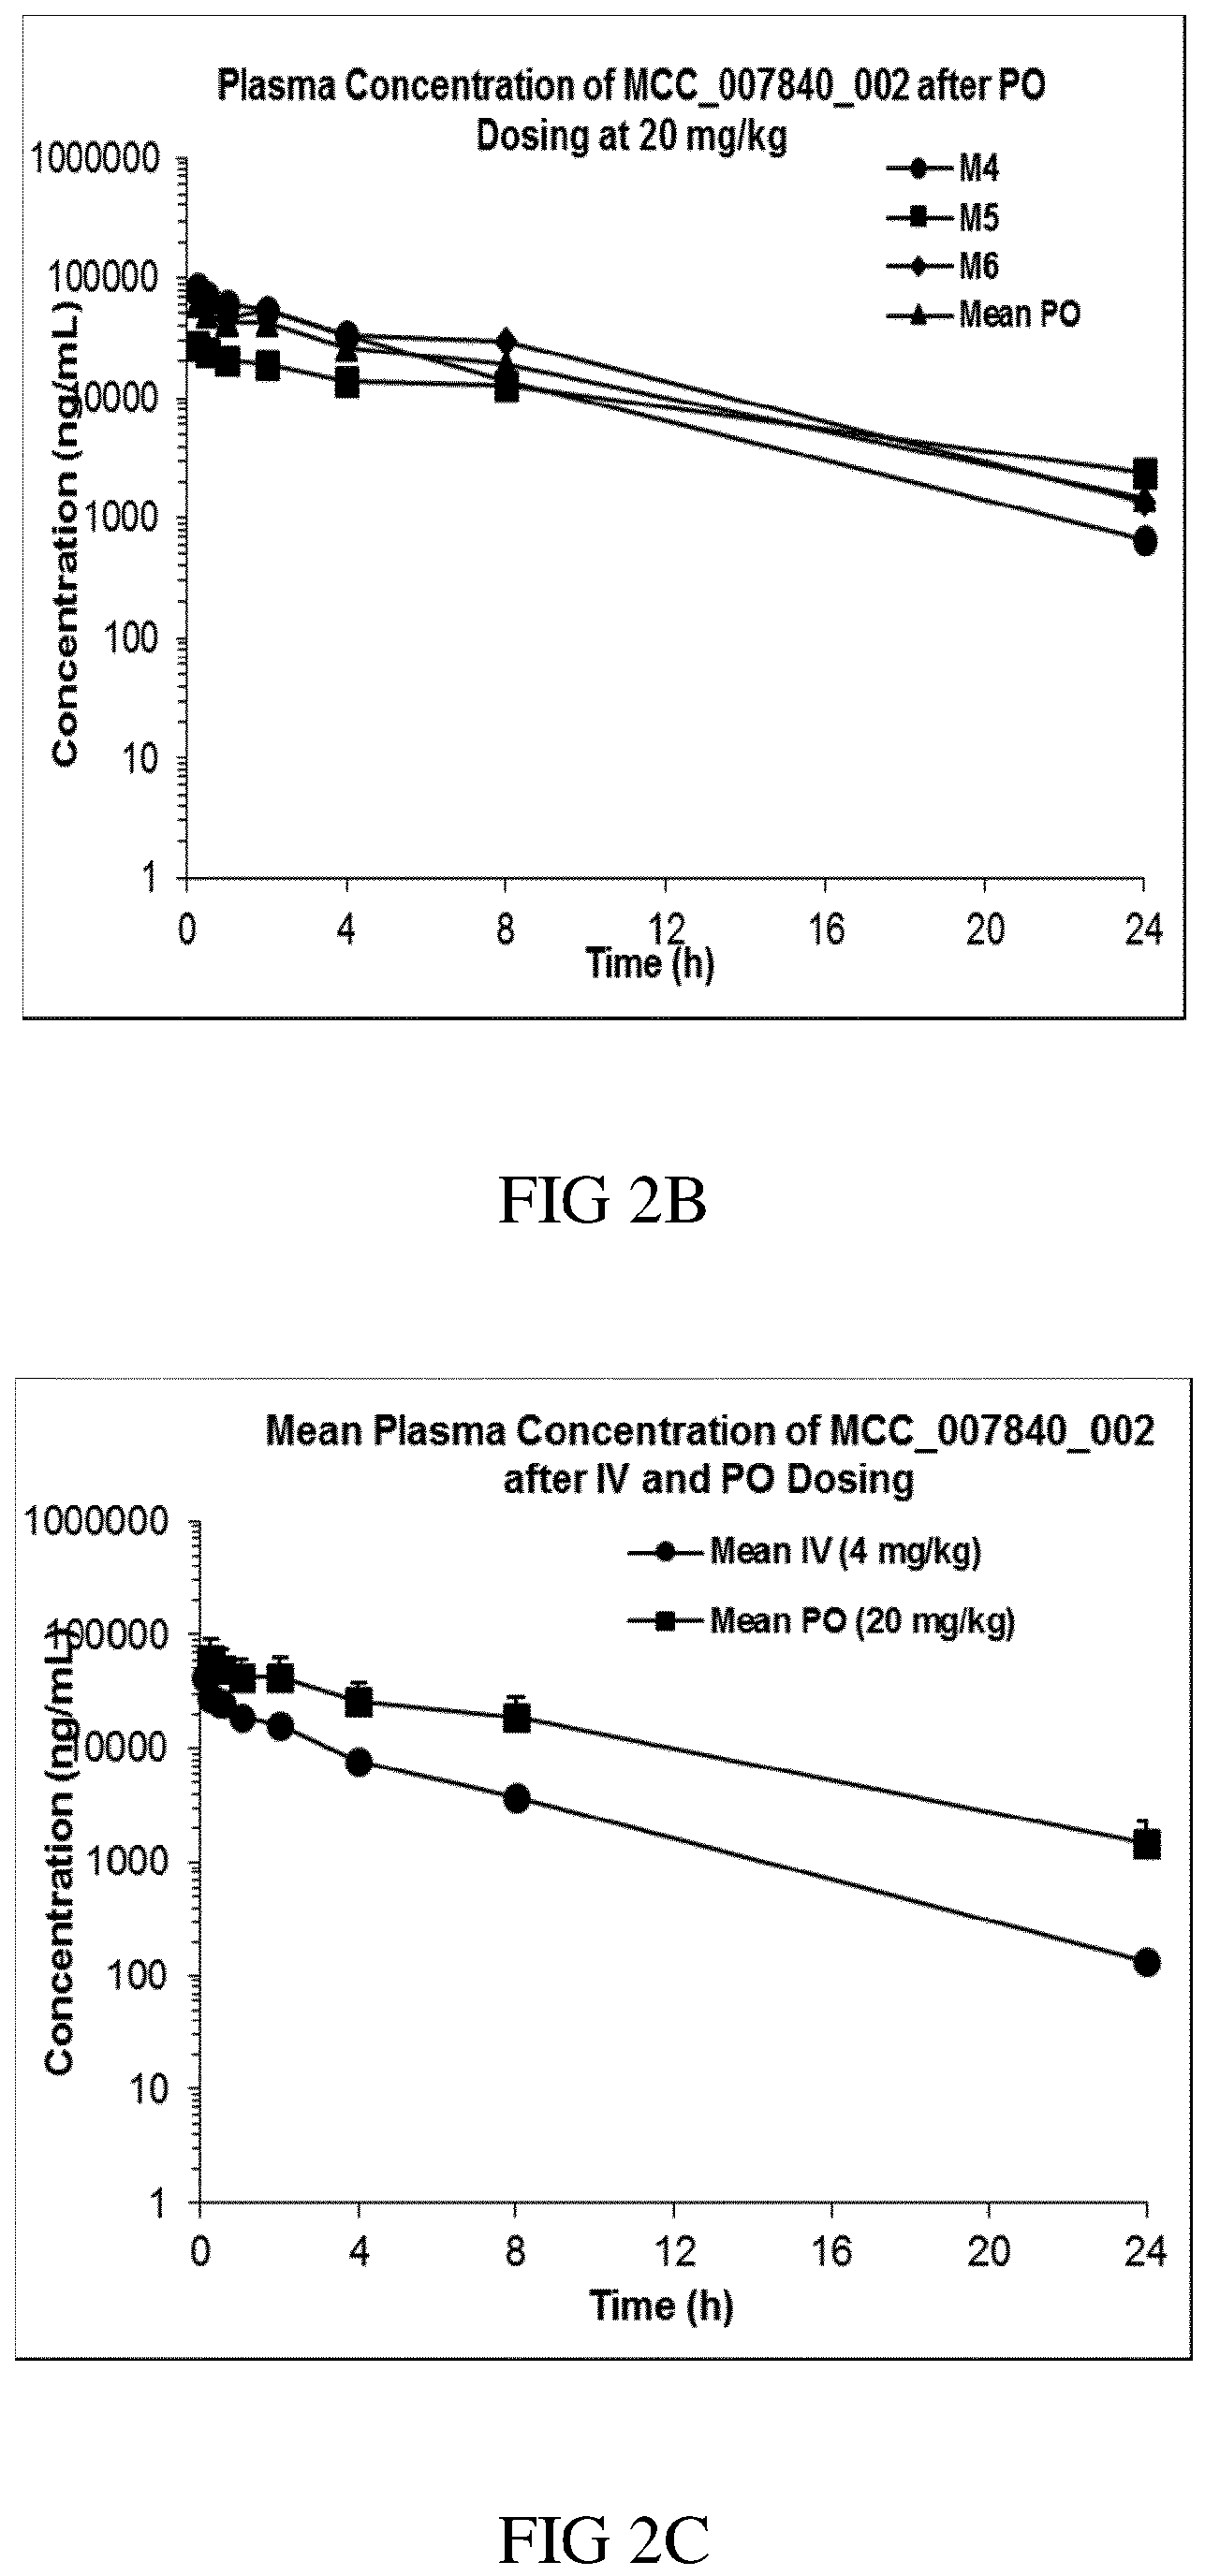 Plasma Concentration of MCC_007840_002 after PO
Dosing at 20 mg/kg
M4
M5
M6
Mean PO
Concentration (ng/mL)
1000000
100000
10000
1000
100
10
1
0 4 8 12 16 20 24
Time (h)
FIG 2B
Mean Plasma Concentration of MCC_007840_002
after IV and PO Dosing
Mean IV (4 mg/kg)
Mean PO (20 mg/kg)
Concentration (ng/mL)
1000000
100000
10000
1000
100
10
1
0 4 8 12 16 20 24
Time (h)
FIG 2C